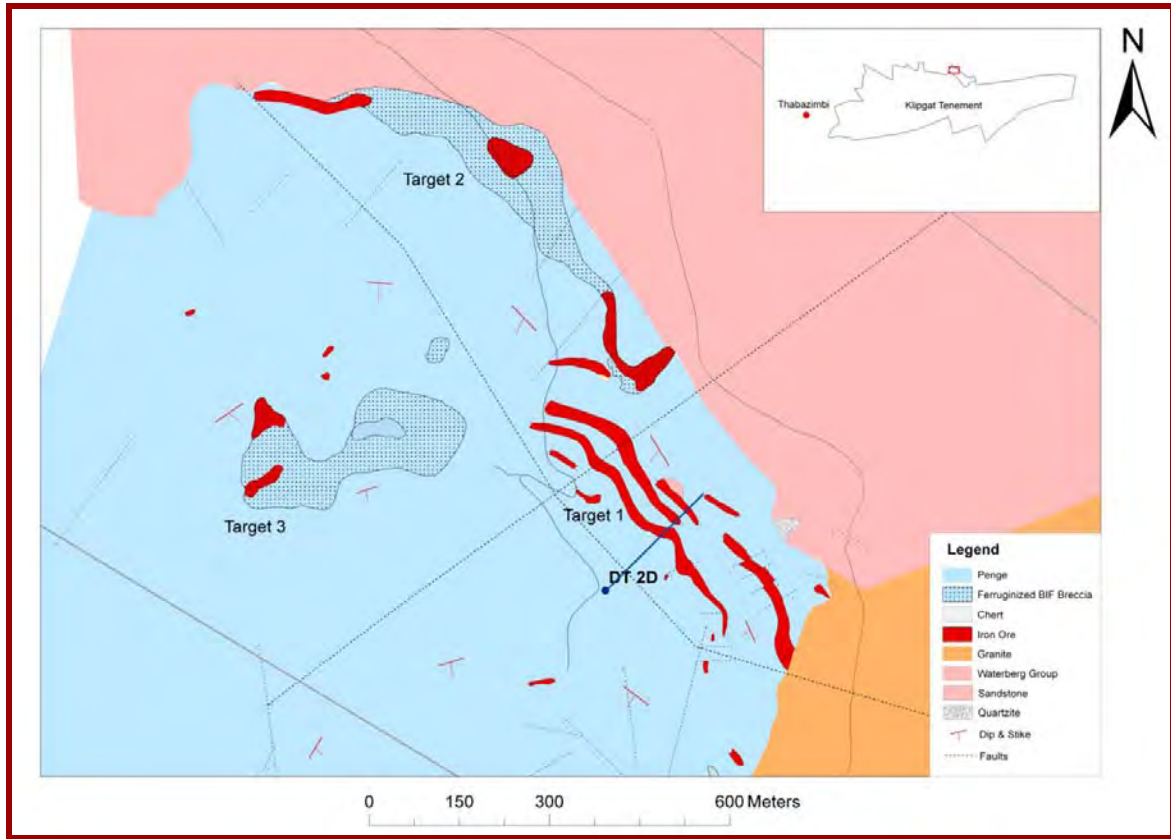 N
Thabazimbi
Klipgat Tenement
Target 2
Target 3
Target 1
DT 2D
Legend
Penge
Ferruginized BIF Breccia
Chert
Iron Ore
Granite
Waterberg Group
Sandstone
Quartzite
Dip & Stike
Faults
0 150 300 600 Meters